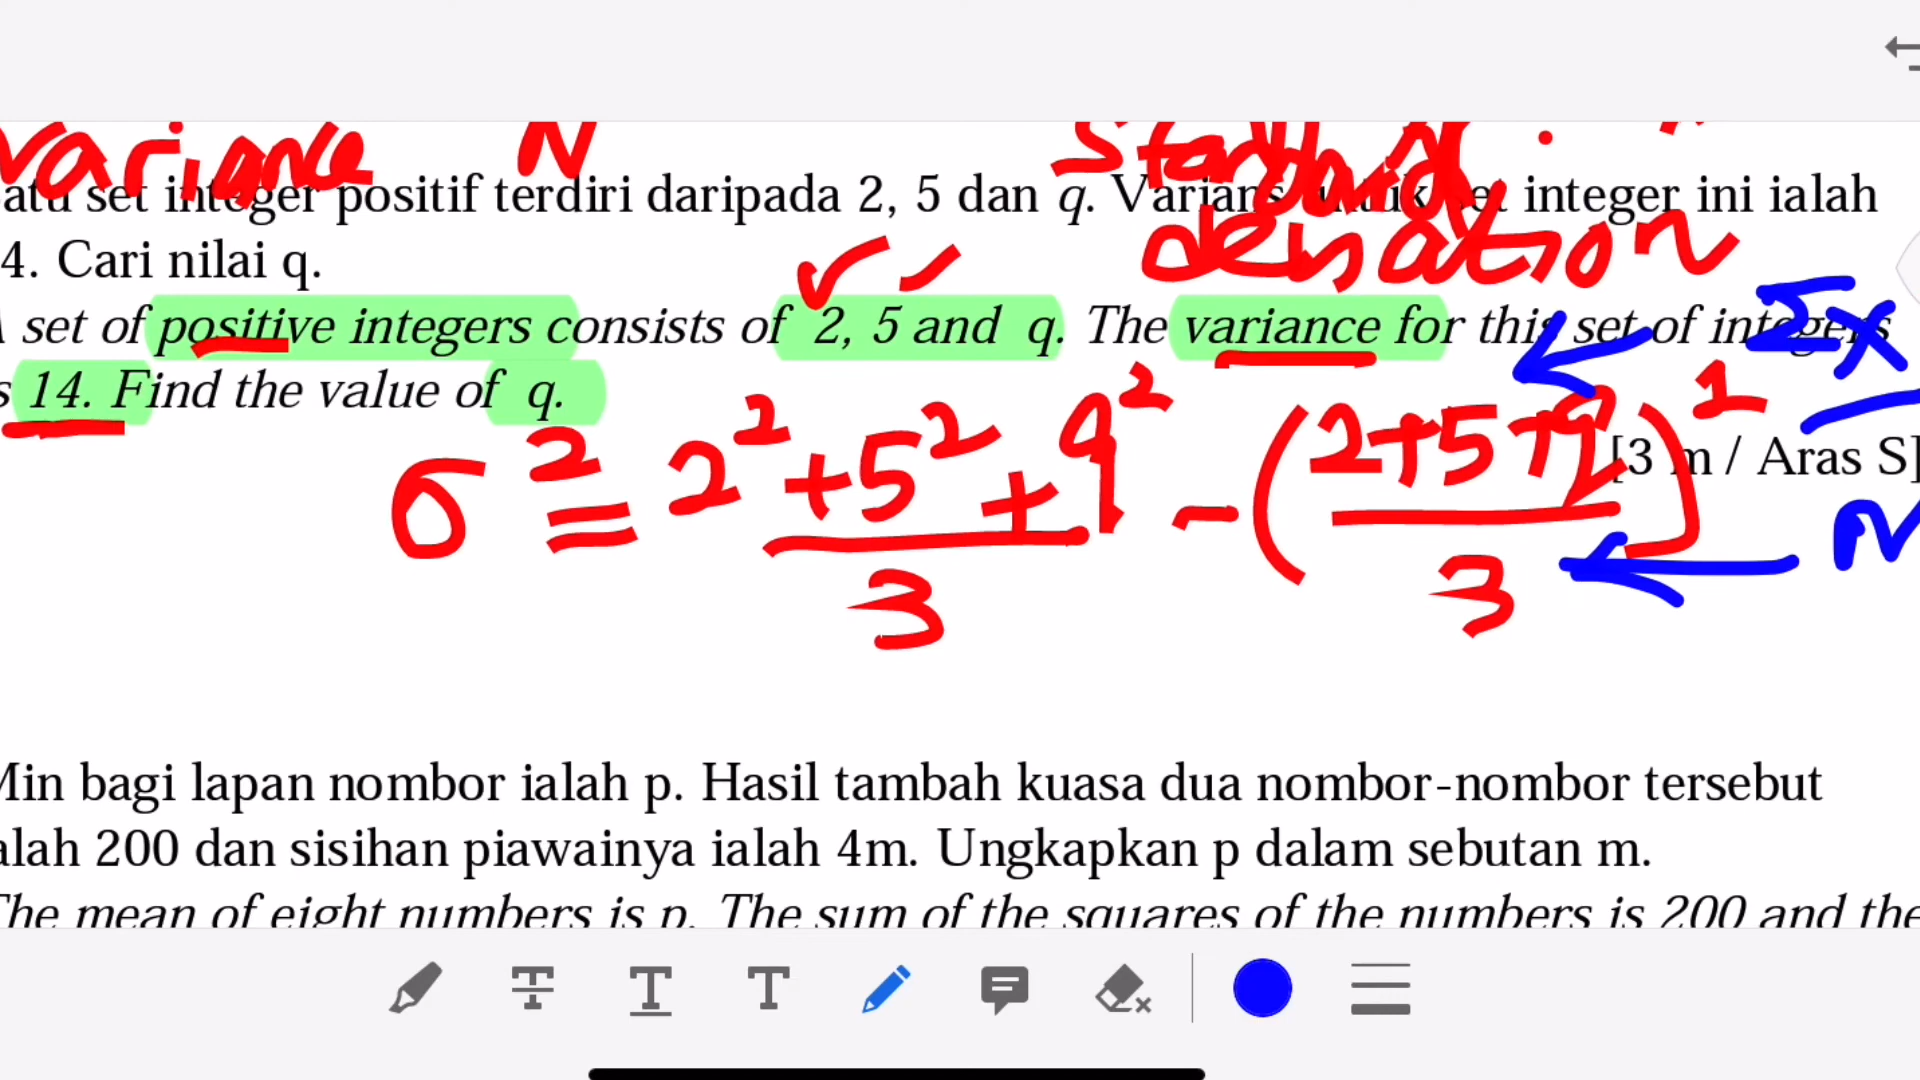 variance N standard
integer positif terdiri daripada 2, 5 dan q. Varians untuk set integer ini ialah
4. Cari nilai q. deviation
set of positive integers consists of 2, 5 and q. The variance for this set of integers Σx
14. Find the value of q.
σ² = 2² + 5² + q² / 3 - (2 + 5 + q / 3)²
[3 m / Aras S]
N
Min bagi lapan nombor ialah p. Hasil tambah kuasa dua nombor-nombor tersebut
alah 200 dan sisihan piawainya ialah 4m. Ungkapkan p dalam sebutan m.
The mean of eight numbers is p. The sum of the squares of the numbers is 200 and the